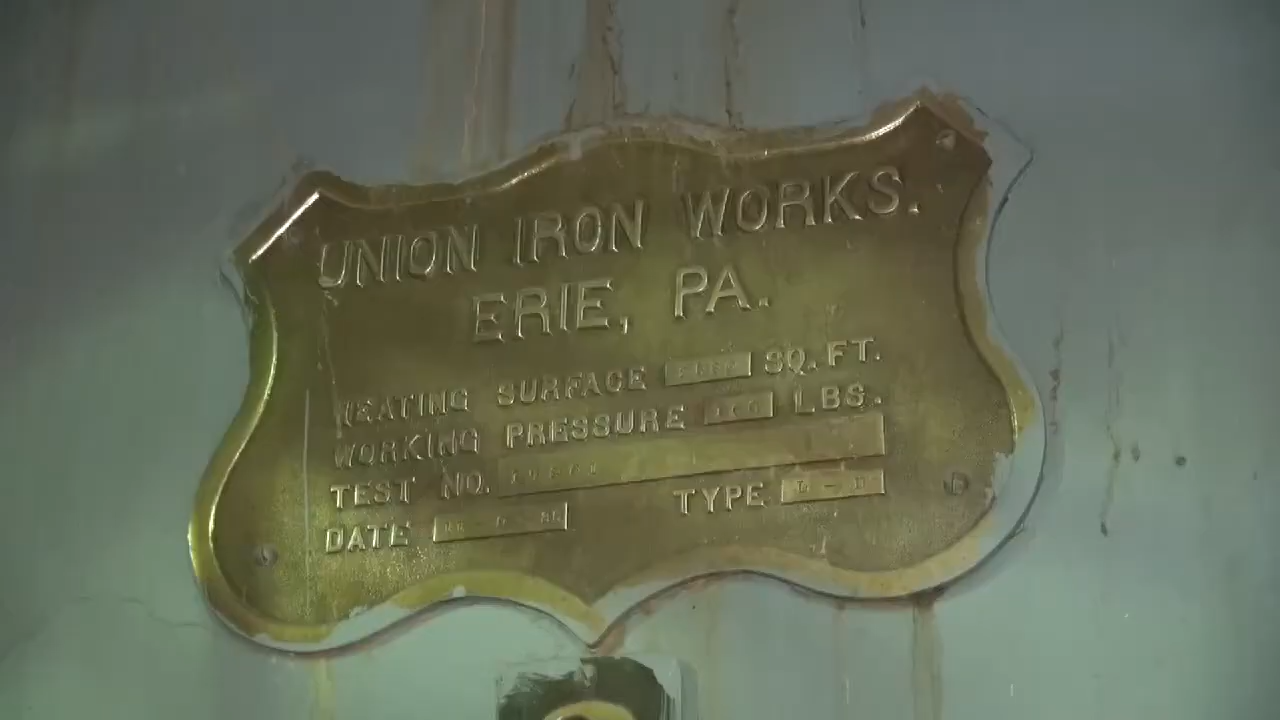 UNION IRON WORKS.
ERIE, PA.
HEATING SURFACE SQ. FT.
WORKING PRESSURE LBS.
TEST NO.
DATE TYPE